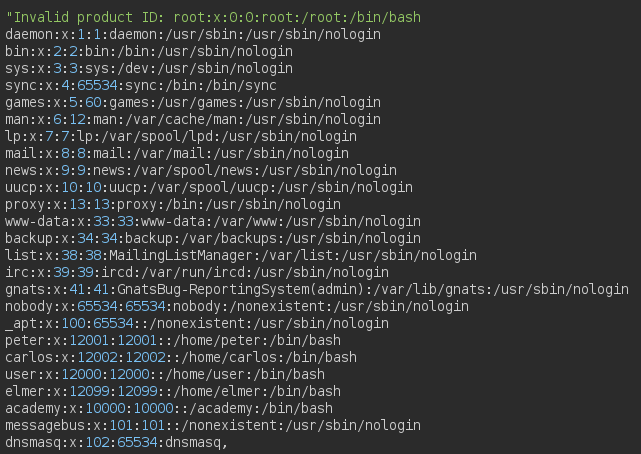 "Invalid product ID: root:x:0:0:root:/root:/bin/bash
daemon:x:1:1:daemon:/usr/sbin:/usr/sbin/nologin
bin:x:2:2:bin:/bin:/usr/sbin/nologin
sys:x:3:3:sys:/dev:/usr/sbin/nologin
sync:x:4:65534:sync:/bin:/bin/sync
games:x:5:60:games:/usr/games:/usr/sbin/nologin
man:x:6:12:man:/var/cache/man:/usr/sbin/nologin
lp:x:7:7:lp:/var/spool/lpd:/usr/sbin/nologin
mail:x:8:8:mail:/var/mail:/usr/sbin/nologin
news:x:9:9:news:/var/spool/news:/usr/sbin/nologin
uucp:x:10:10:uucp:/var/spool/uucp:/usr/sbin/nologin
proxy:x:13:13:proxy:/bin:/usr/sbin/nologin
www-data:x:33:33:www-data:/var/www:/usr/sbin/nologin
backup:x:34:34:backup:/var/backups:/usr/sbin/nologin
list:x:38:38:MailingListManager:/var/list:/usr/sbin/nologin
irc:x:39:39:ircd:/var/run/ircd:/usr/sbin/nologin
gnats:x:41:41:GnatsBug-ReportingSystem(admin):/var/lib/gnats:/usr/sbin/nologin
nobody:x:65534:65534:nobody:/nonexistent:/usr/sbin/nologin
_apt:x:100:65534::/nonexistent:/usr/sbin/nologin
peter:x:12001:12001::/home/peter:/bin/bash
carlos:x:12002:12002::/home/carlos:/bin/bash
user:x:12000:12000::/home/user:/bin/bash
elmer:x:12099:12099::/home/elmer:/bin/bash
academy:x:10000:10000::/academy:/bin/bash
messagebus:x:101:101::/nonexistent:/usr/sbin/nologin
dnsmasq:x:102:65534:dnsmasq,